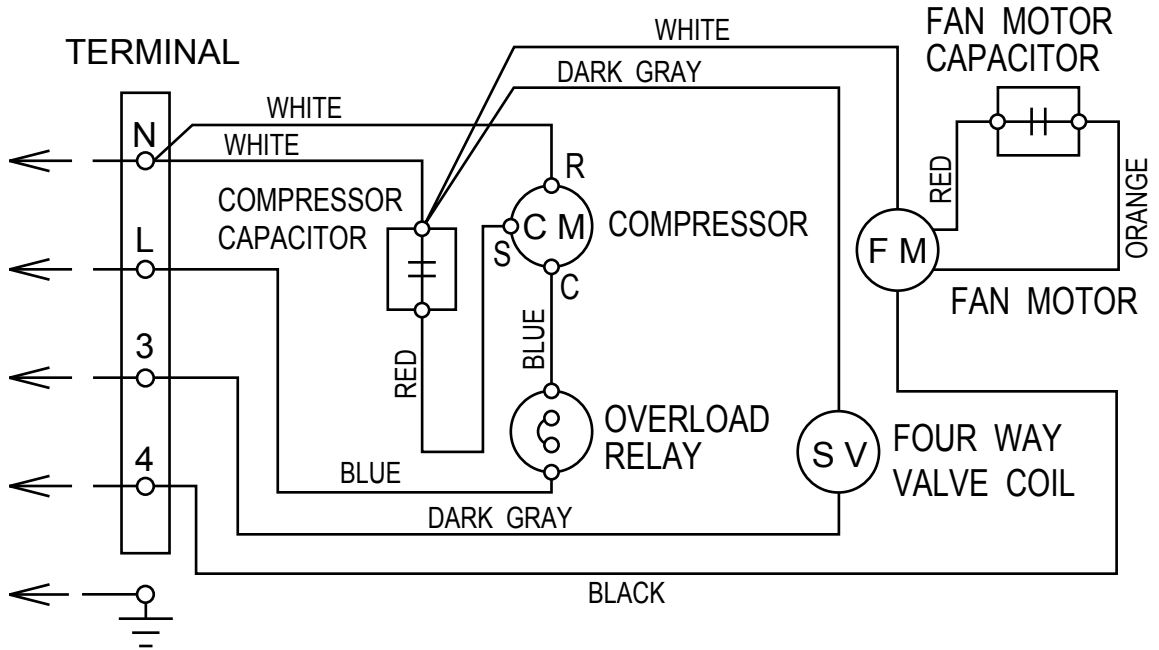 TERMINAL
WHITE
DARK GRAY
FAN MOTOR
CAPACITOR
WHITE
N
WHITE
R
COMPRESSOR
CAPACITOR
C M
COMPRESSOR
S
C
L
RED
ORANGE
F M
FAN MOTOR
3
RED
BLUE
OVERLOAD
RELAY
S V
FOUR WAY
VALVE COIL
4
BLUE
DARK GRAY
BLACK